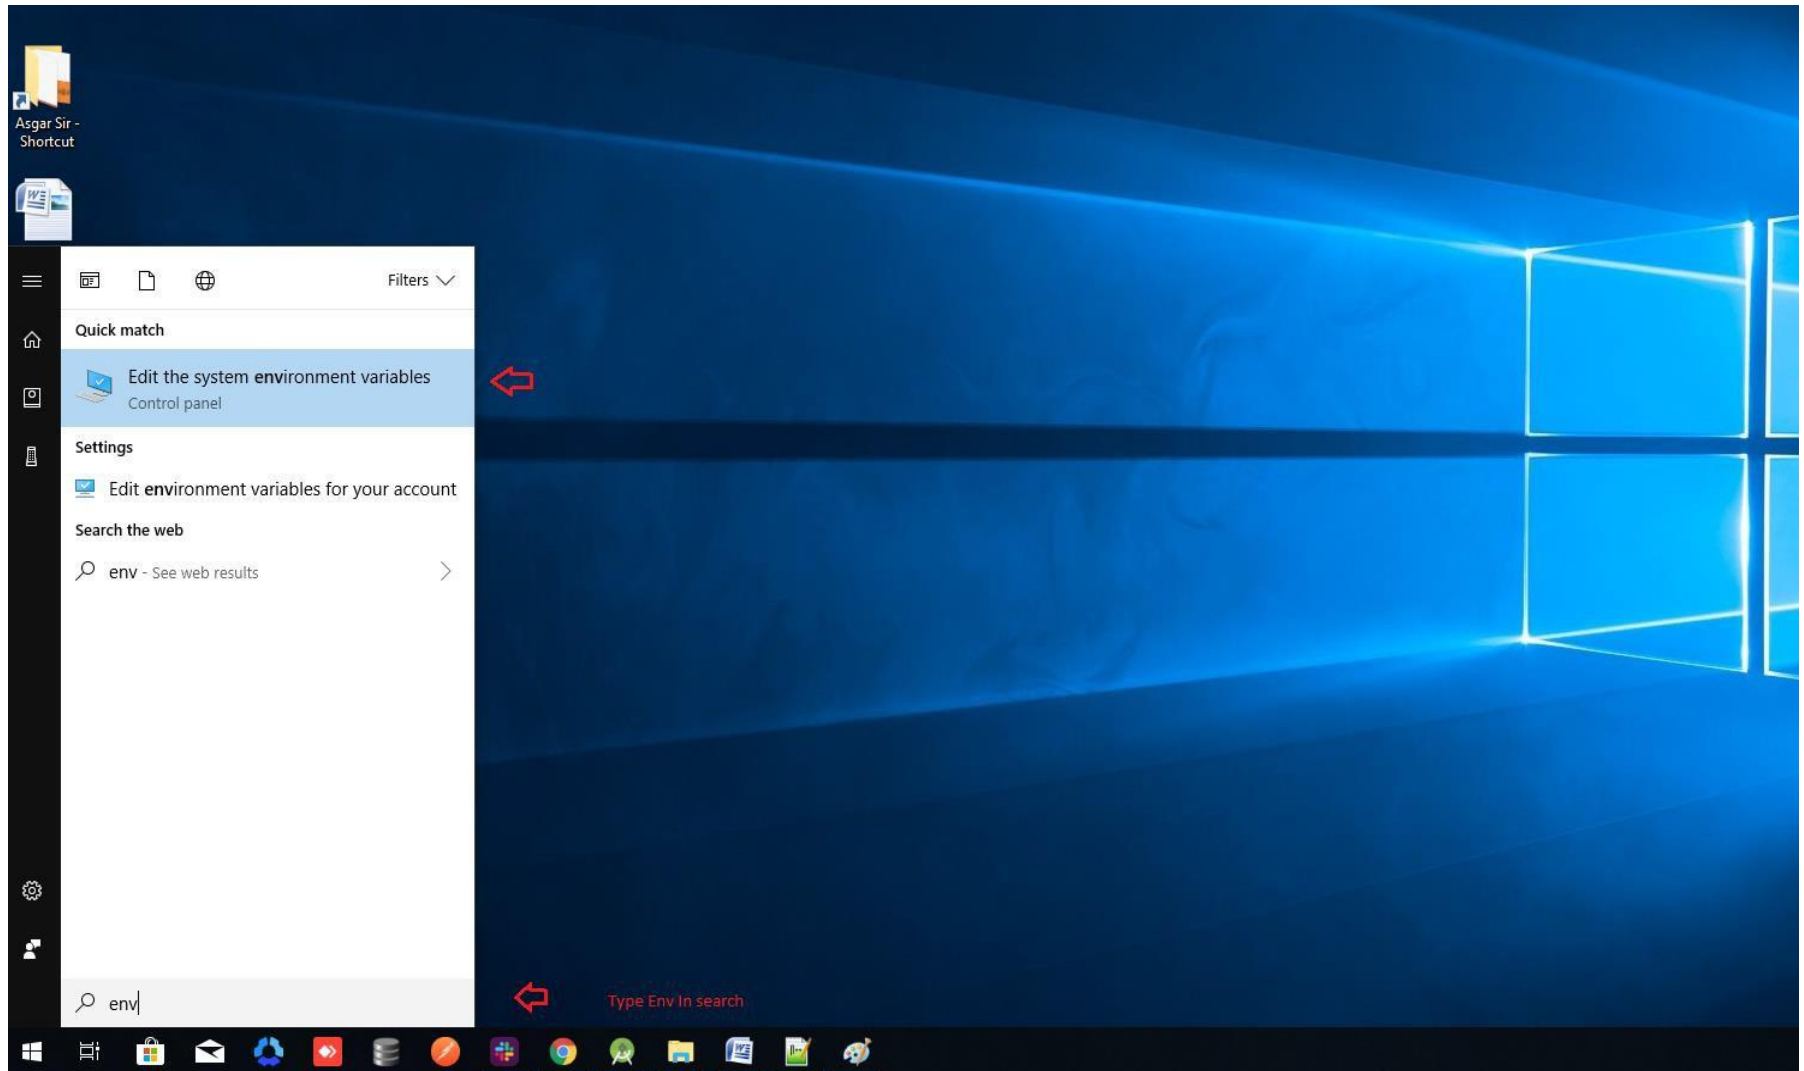 Asgar Sir -
Shortcut
Filters
Quick match
Edit the system environment variables
Control panel
Settings
Edit environment variables for your account
Search the web
env - See web results
env
Type Env In search